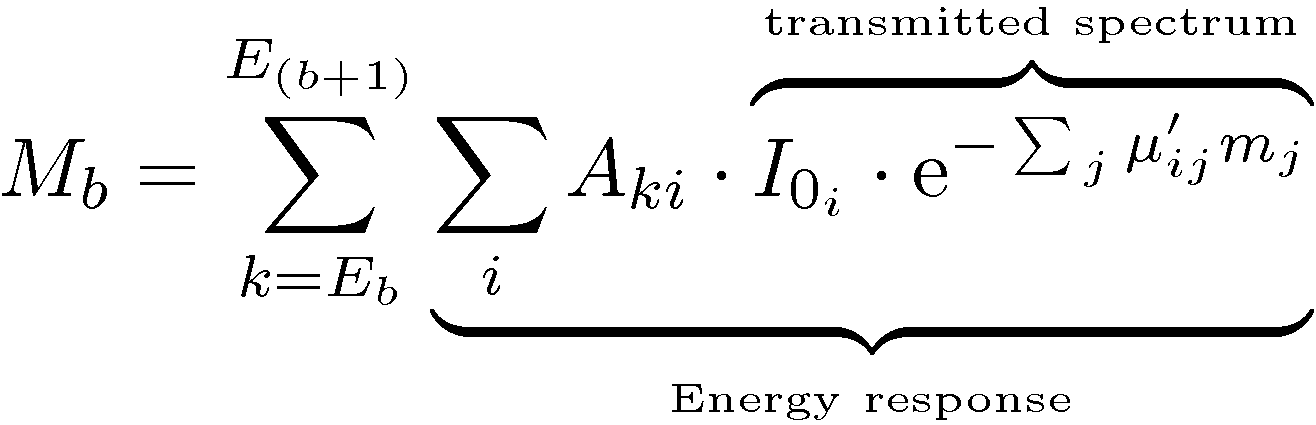 transmitted spectrum
M_b = \sum_{k=E_b}^{E_{(b+1)}} \sum_i A_{ki} \cdot I_{0_i} \cdot e^{-\sum_j \mu'_{ij} m_j}
Energy response